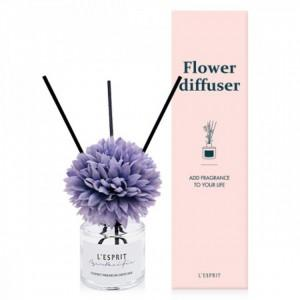 Flower
diffuser
ADD FRAGRANCE
TO YOUR LIFE
L'ESPRIT
L'ESPRIT